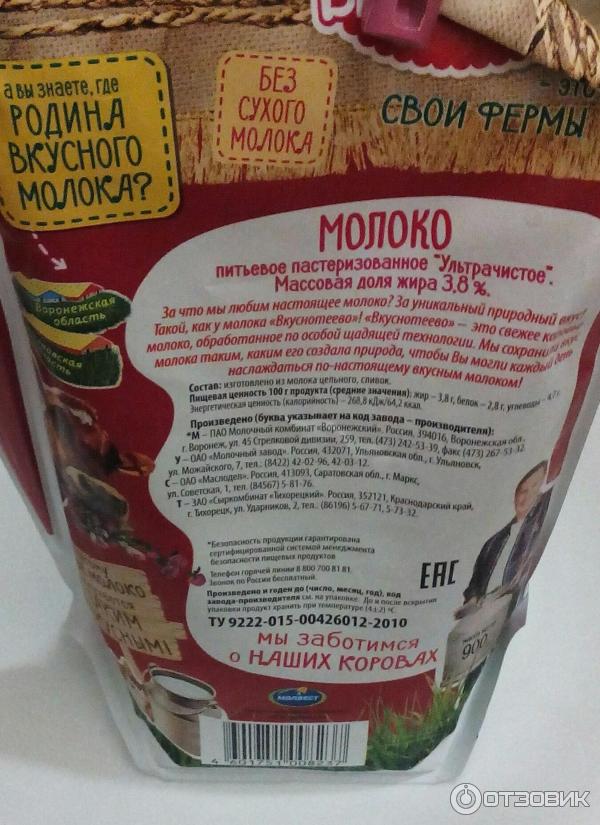 а вы знаете, где
РОДИНА
ВКУСНОГО
МОЛОКА?
БЕЗ
СУХОГО
МОЛОКА
- ЭТО
СВОИ ФЕРМЫ
Воронежская
область
область
МОЛОКО
питьевое пастеризованное "Ультрачистое".
Массовая доля жира 3,8 %.
За что мы любим настоящее молоко? За уникальный природный вкус!
Такой, как у молока «Вкуснотеево»! «Вкуснотеево» — это свежее
молоко, обработанное по особой щадящей технологии. Мы сохранили вкус
молока таким, каким его создала природа, чтобы Вы могли каждый день
наслаждаться по-настоящему вкусным молоком!
Состав: изготовлено из молока цельного, сливок.
Пищевая ценность 100 г продукта (средние значения): жир – 3,8 г, белок – 2,8 г, углеводы – 4,7 г.
Энергетическая ценность (калорийность) – 268,8 кДж/64,2 ккал.
Произведено (буква указывает на код завода – производителя):
*М – ПАО Молочный комбинат «Воронежский». Россия, 394016, Воронежская обл.,
г. Воронеж, ул. 45 Стрелковой дивизии, 259, тел. (473) 242-53-39, факс (473) 267-53-32.
У – ОАО «Молочный завод». Россия, 432071, Ульяновская обл., г. Ульяновск,
ул. Можайского, 7, тел.: (8422) 42-02-96, 42-03-12.
С – ОАО «Маслодел». Россия, 413093, Саратовская обл., г. Маркс,
ул. Советская, 1, тел. (84567) 5-81-76.
Т – ЗАО «Сыркомбинат «Тихорецкий». Россия, 352121, Краснодарский край,
г. Тихорецк, ул. Ударников, 2, тел.: (86196) 5-67-71, 5-73-32.
*Безопасность продукции гарантирована
сертифицированной системой менеджмента
безопасности пищевых продуктов
Телефон горячей линии 8 800 700 81 81.
Звонок по России бесплатный.
Произведено и годен до (число, месяц, год), код
завода-производителя см. на упаковке. До и после вскрытия
упаковки продукт хранить при температуре (4±2) °С.
ТУ 9222-015-00426012-2010
EAC
900
мы заботимся
о НАШИХ КОРОВАХ
МОЛОКО
МОЛВЕСТ
4 601751 008237
ОТЗОВИК